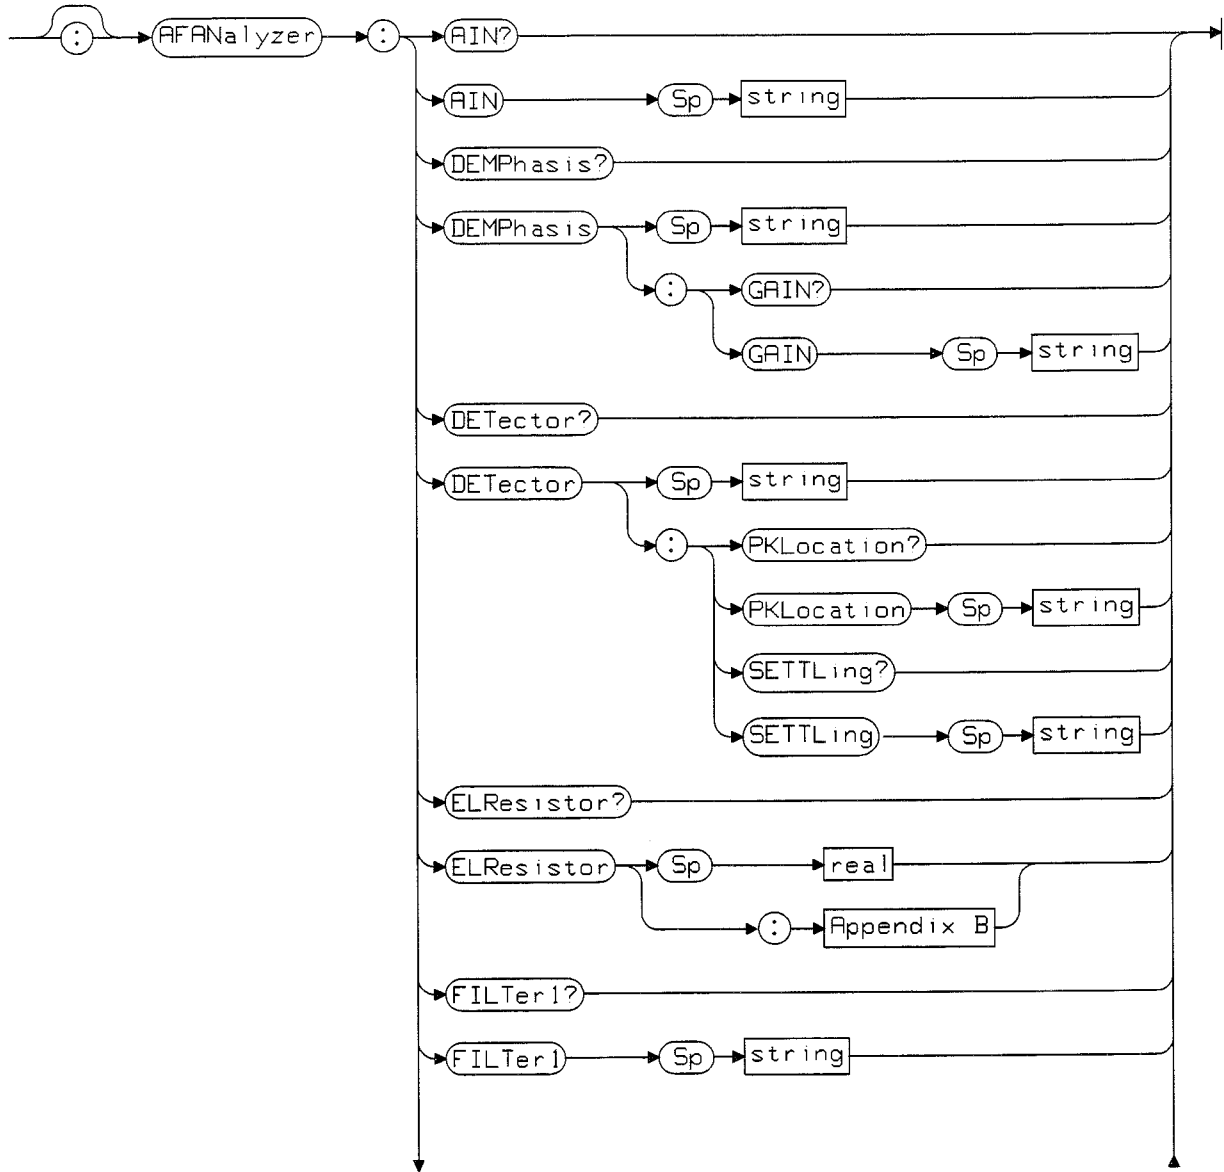 : AFANalyzer : AIN?
AIN Sp string
DEMPhasis?
DEMPhasis Sp string
: GAIN?
GAIN Sp string
DETector?
DETector Sp string
: PKLocation?
PKLocation Sp string
SETTLing?
SETTLing Sp string
ELResistor?
ELResistor Sp real
: Appendix B
FILTer1?
FILTer1 Sp string